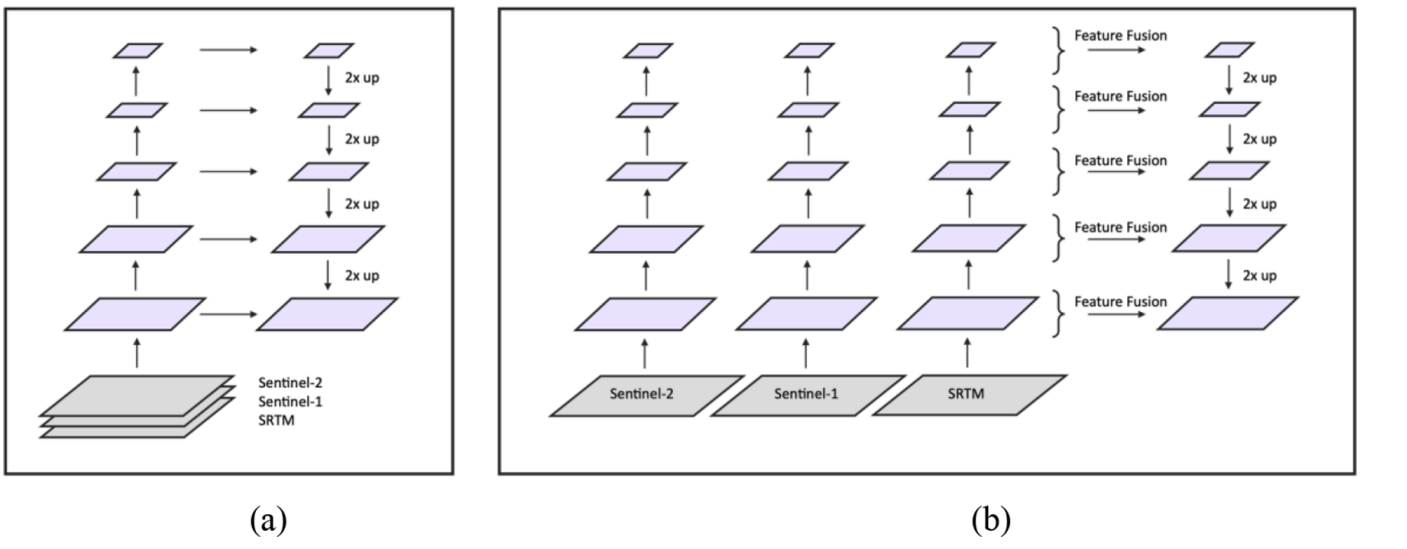 2x up
2x up
2x up
2x up
Sentinel-2
Sentinel-1
SRTM
(a)
Feature Fusion
2x up
Feature Fusion
2x up
Feature Fusion
2x up
Feature Fusion
2x up
Feature Fusion
Sentinel-2
Sentinel-1
SRTM
(b)